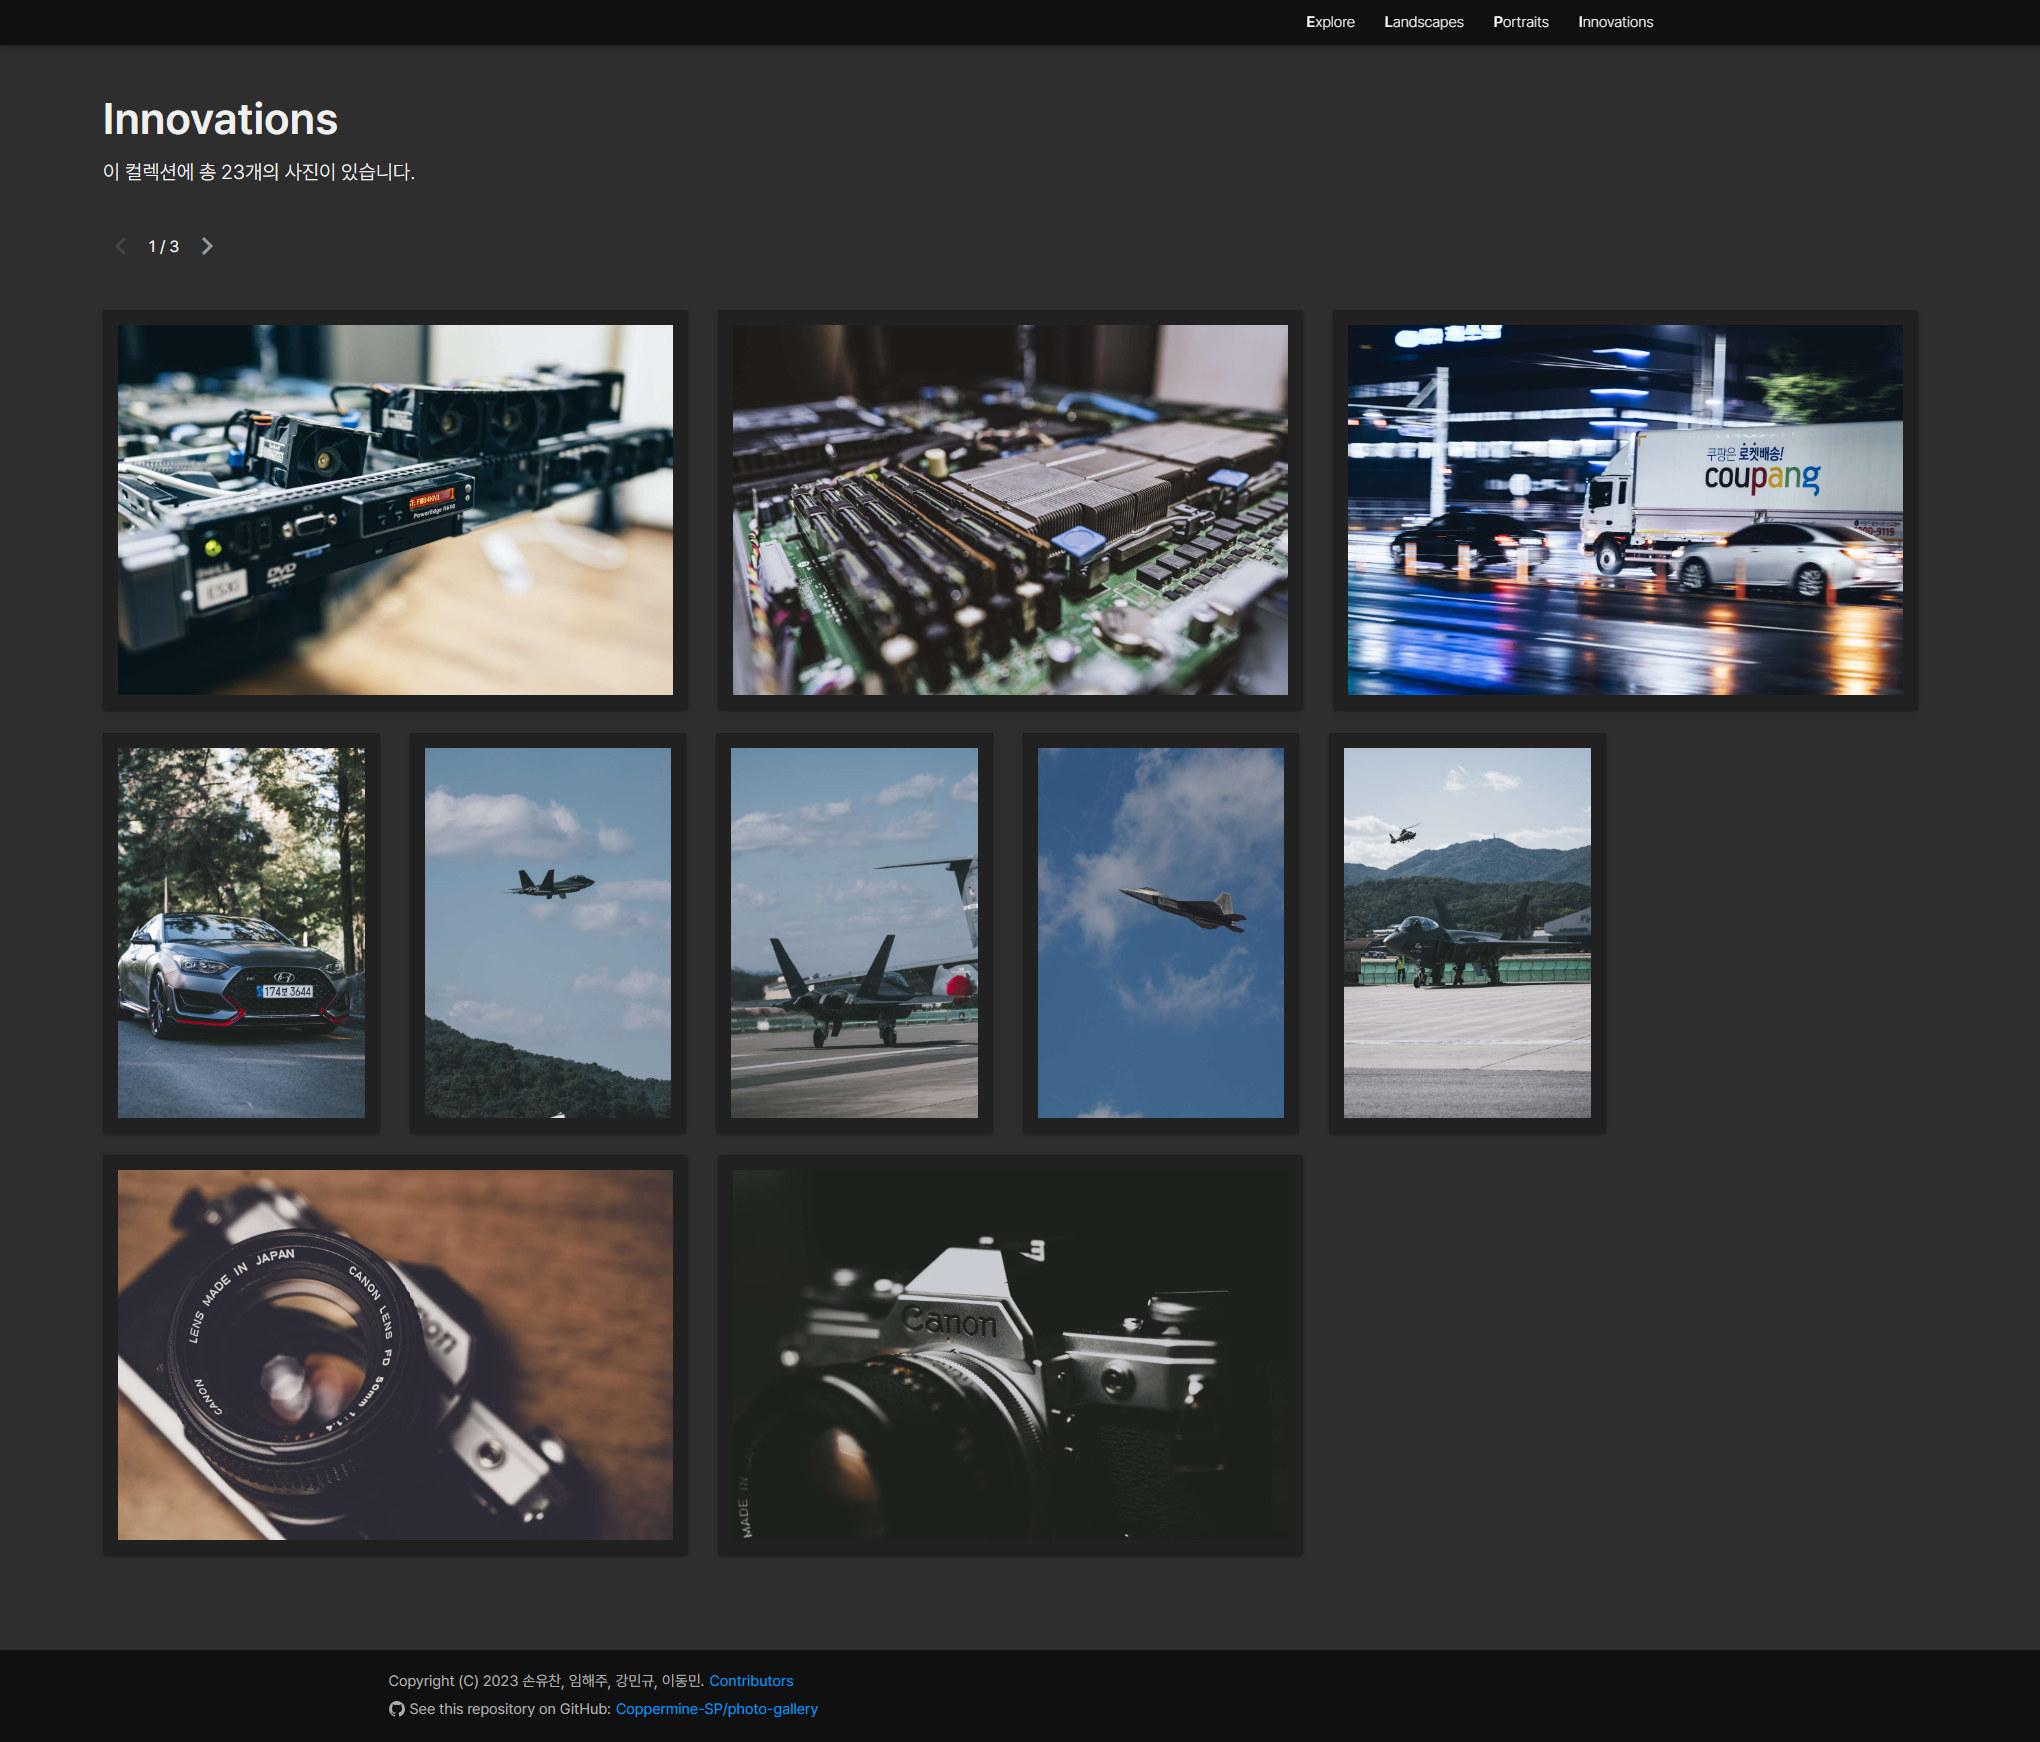 Explore Landscapes Portraits Innovations
Innovations
이 컬렉션에 총 23개의 사진이 있습니다.
1 / 3
PowerEdge R610
DVD
쿠팡은 로켓배송!
coupang
174보 3644
LENS MADE IN JAPAN
CANON LENS FD 50mm 1:1.4
CANON
Canon
MADE IN
Copyright (C) 2023 손유찬, 임해주, 강민규, 이동민. Contributors
See this repository on GitHub: Coppermine-SP/photo-gallery